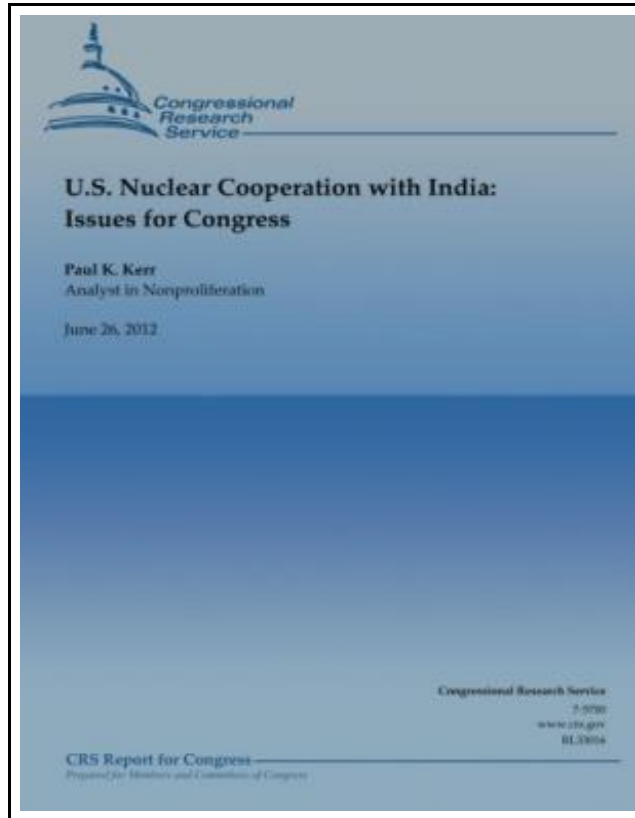 Congressional
Research
Service
U.S. Nuclear Cooperation with India:
Issues for Congress
Paul K. Kerr
Analyst in Nonproliferation
June 26, 2012
Congressional Research Service
7-5700
www.crs.gov
RL33016
CRS Report for Congress
Prepared for Members and Committees of Congress